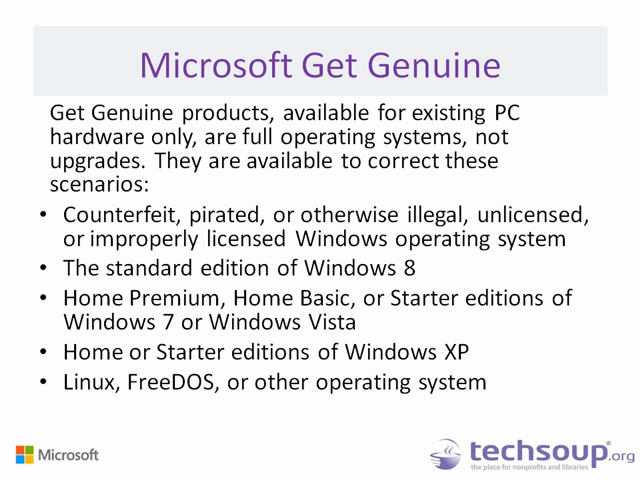 Microsoft Get Genuine
Get Genuine products, available for existing PC
hardware only, are full operating systems, not
upgrades. They are available to correct these
scenarios:
• Counterfeit, pirated, or otherwise illegal, unlicensed,
or improperly licensed Windows operating system
• The standard edition of Windows 8
• Home Premium, Home Basic, or Starter editions of
Windows 7 or Windows Vista
• Home or Starter editions of Windows XP
• Linux, FreeDOS, or other operating system
Microsoft
techsoup®.org
the place for nonprofits and libraries